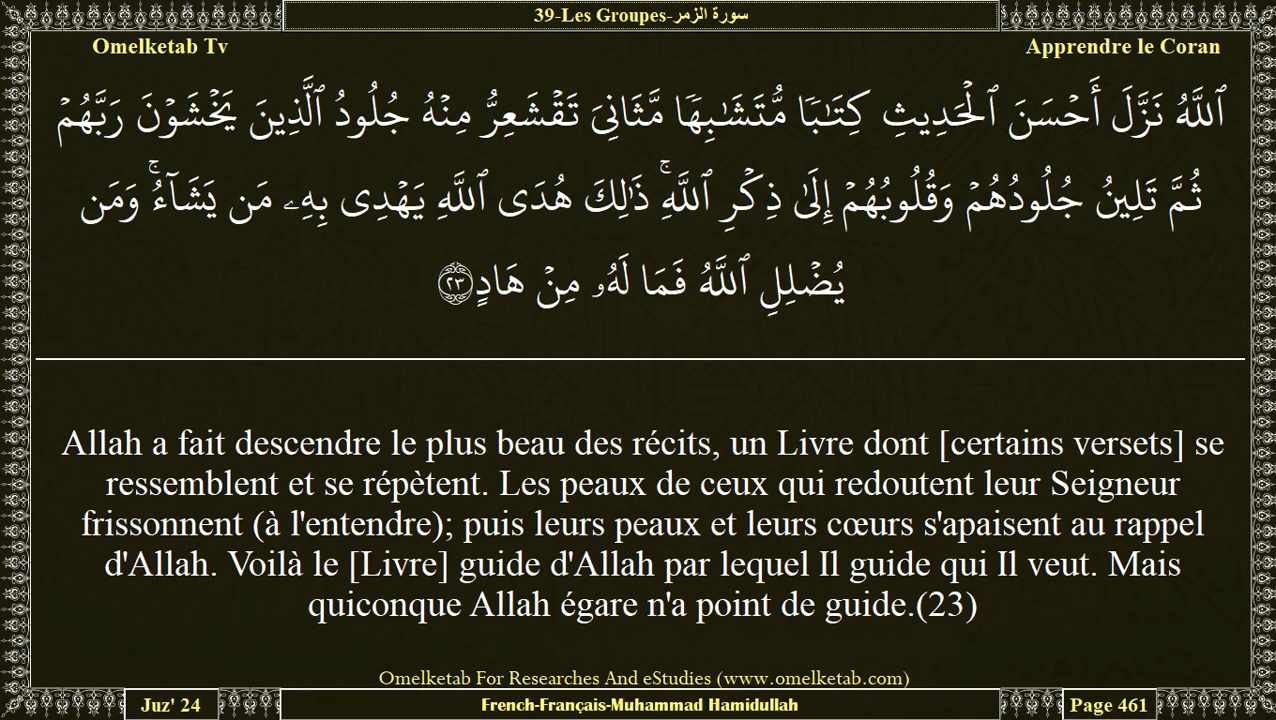 39-Les Groupes-سورة الزمر
Omelketab Tv
Apprendre le Coran
ٱللَّهُ نَزَّلَ أَحْسَنَ ٱلْحَدِيثِ كِتَٰبًا مُّتَشَٰبِهًا مَّثَانِىَ تَقْشَعِرُّ مِنْهُ جُلُودُ ٱلَّذِينَ يَخْشَوْنَ رَبَّهُمْ
ثُمَّ تَلِينُ جُلُودُهُمْ وَقُلُوبُهُمْ إِلَىٰ ذِكْرِ ٱللَّهِ ۚ ذَٰلِكَ هُدَى ٱللَّهِ يَهْدِى بِهِۦ مَن يَشَآءُ ۚ وَمَن
يُضْلِلِ ٱللَّهُ فَمَا لَهُۥ مِنْ هَادٍ ٢٣
Allah a fait descendre le plus beau des récits, un Livre dont [certains versets] se
ressemblent et se répètent. Les peaux de ceux qui redoutent leur Seigneur
frissonnent (à l'entendre); puis leurs peaux et leurs cœurs s'apaisent au rappel
d'Allah. Voilà le [Livre] guide d'Allah par lequel Il guide qui Il veut. Mais
quiconque Allah égare n'a point de guide.(23)
Omelketab For Researches And eStudies (www.omelketab.com)
Juz' 24
French-Français-Muhammad Hamidullah
Page 461